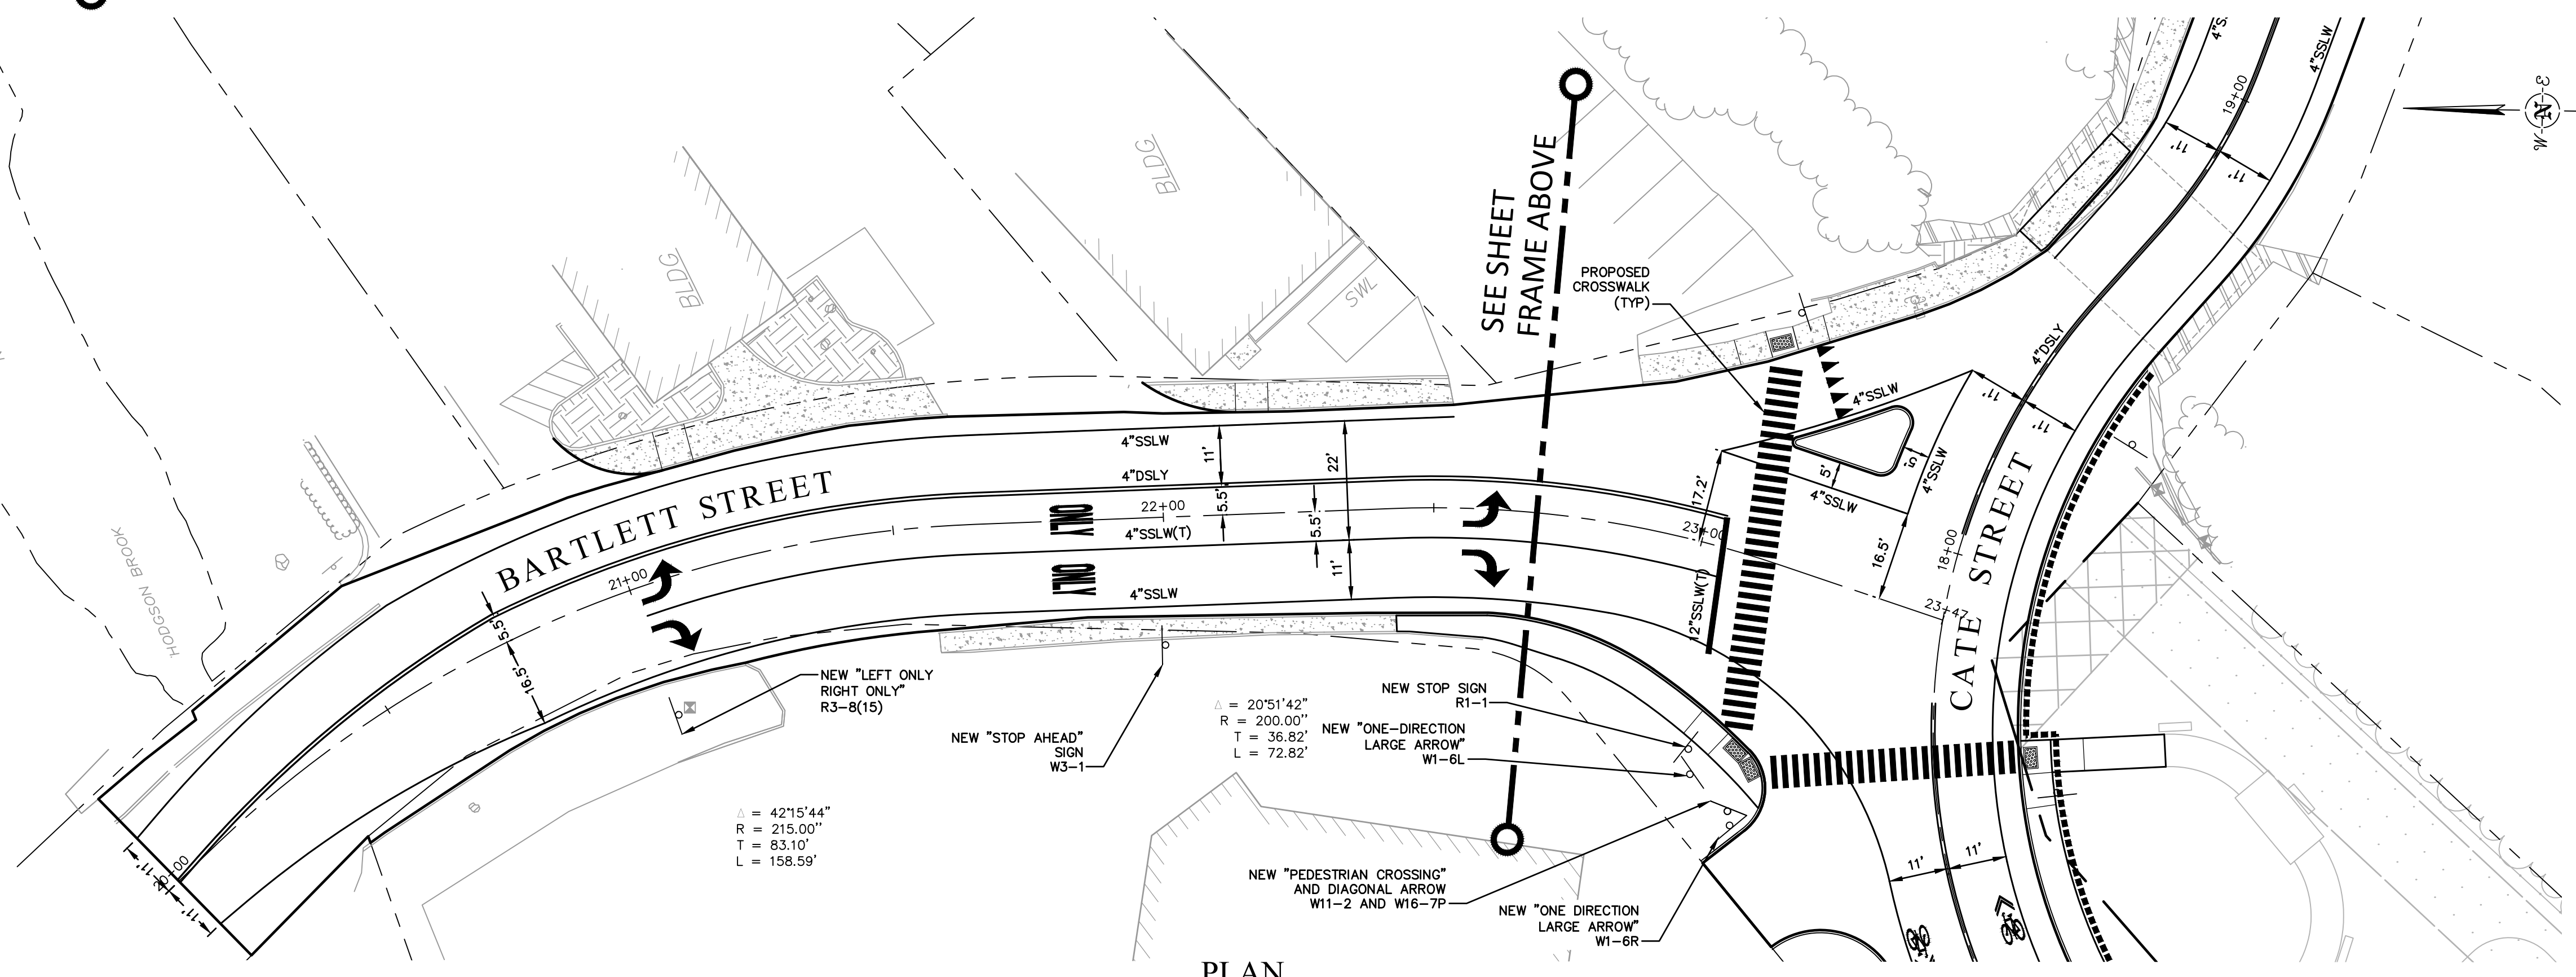 4"SSLW
19+00
11'
11'
E
N
W
BLDG
BLDG
SWL
SEE SHEET
FRAME ABOVE
PROPOSED
CROSSWALK
(TYP)
4"DSLY
4"SSLW
11'
11'
5'
5'
4"SSLW
4"SSLW
17.2'
16.5'
23+00
18+00
23+47
CATE STREET
HODGSON BROOK
BARTLETT STREET
4"SSLW
4"DSLY
11'
22'
5.5'
5.5'
11'
22+00
4"SSLW(T)
ONLY
ONLY
4"SSLW
21+00
5.5'
16.5'
12"SSLW(T)
NEW "LEFT ONLY
RIGHT ONLY"
R3-8(15)
NEW "STOP AHEAD"
SIGN
W3-1
Δ = 20°51'42"
R = 200.00''
T = 36.82'
L = 72.82'
NEW STOP SIGN
R1-1
NEW "ONE-DIRECTION
LARGE ARROW"
W1-6L
Δ = 42°15'44"
R = 215.00''
T = 83.10'
L = 158.59'
11'
20+00
11'
NEW "PEDESTRIAN CROSSING"
AND DIAGONAL ARROW
W11-2 AND W16-7P
NEW "ONE DIRECTION
LARGE ARROW"
W1-6R
11'
11'
PLAN